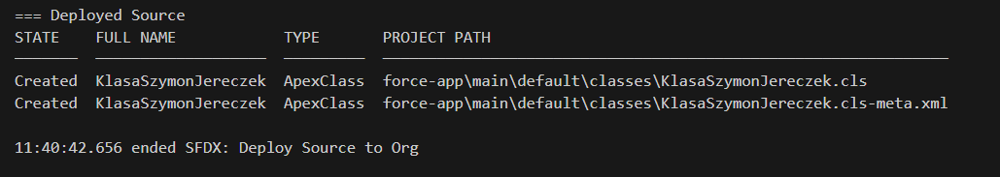 === Deployed Source
STATE FULL NAME TYPE PROJECT PATH
Created KlasaSzymonJereczek ApexClass force-app\main\default\classes\KlasaSzymonJereczek.cls
Created KlasaSzymonJereczek ApexClass force-app\main\default\classes\KlasaSzymonJereczek.cls-meta.xml
11:40:42.656 ended SFDX: Deploy Source to Org